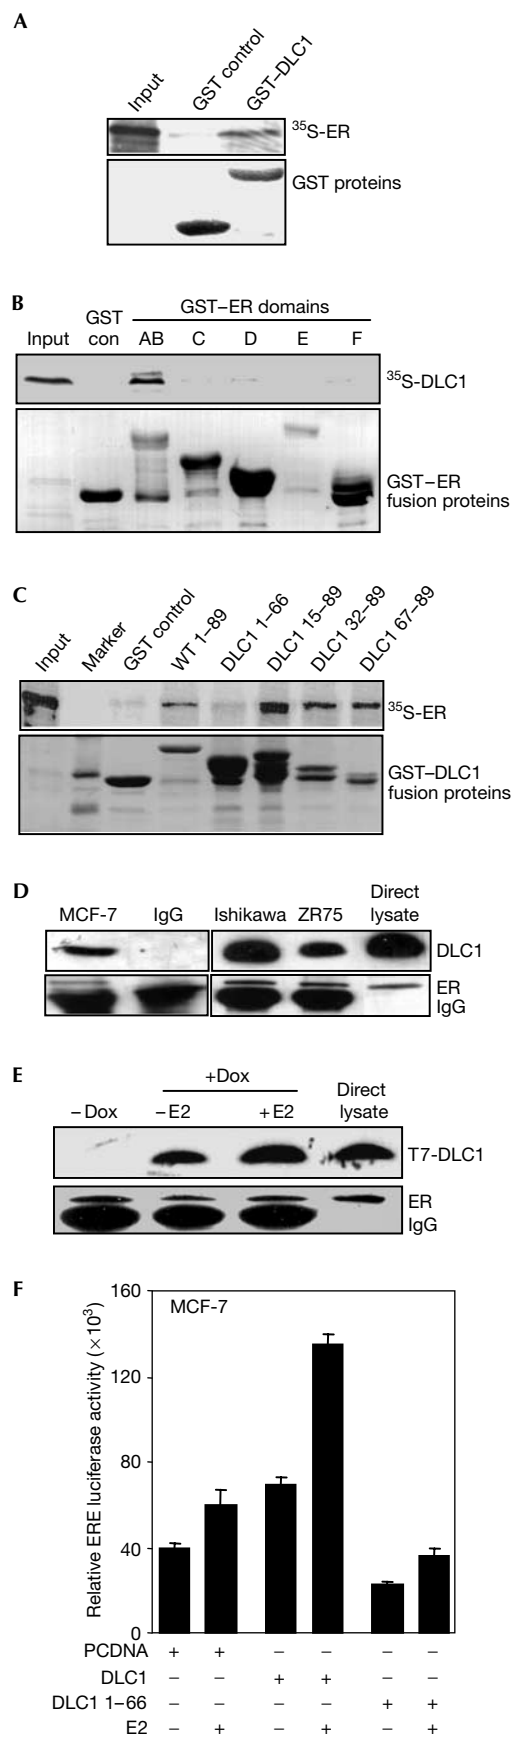 A
Input
GST control
GST–DLC1
35S-ER
GST proteins
B
GST–ER domains
Input
GST
con
AB
C
D
E
F
35S-DLC1
GST–ER
fusion proteins
C
Input
Marker
GST control
WT 1–89
DLC1 1–66
DLC1 15–89
DLC1 32–89
DLC1 67–89
35S-ER
GST–DLC1
fusion proteins
D
MCF-7
IgG
Ishikawa
ZR75
Direct
lysate
DLC1
ER
IgG
E
+Dox
– Dox
–E2
+E2
Direct
lysate
T7-DLC1
ER
IgG
F
160
MCF-7
120
80
40
0
Relative ERE luciferase activity (×10³)
PCDNA + + – – – –
DLC1 – – + + – –
DLC1 1–66 – – – – + +
E2 – + – + – +